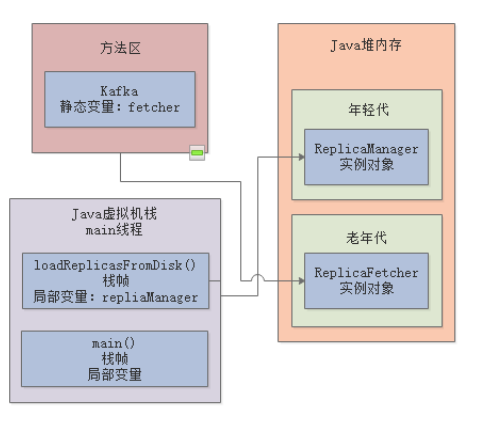 方法区
Kafka
静态变量：fetcher
Java虚拟机栈
main线程
loadReplicasFromDisk()
栈帧
局部变量：repliaManager
main()
栈帧
局部变量
Java堆内存
年轻代
ReplicaManager
实例对象
老年代
ReplicaFetcher
实例对象